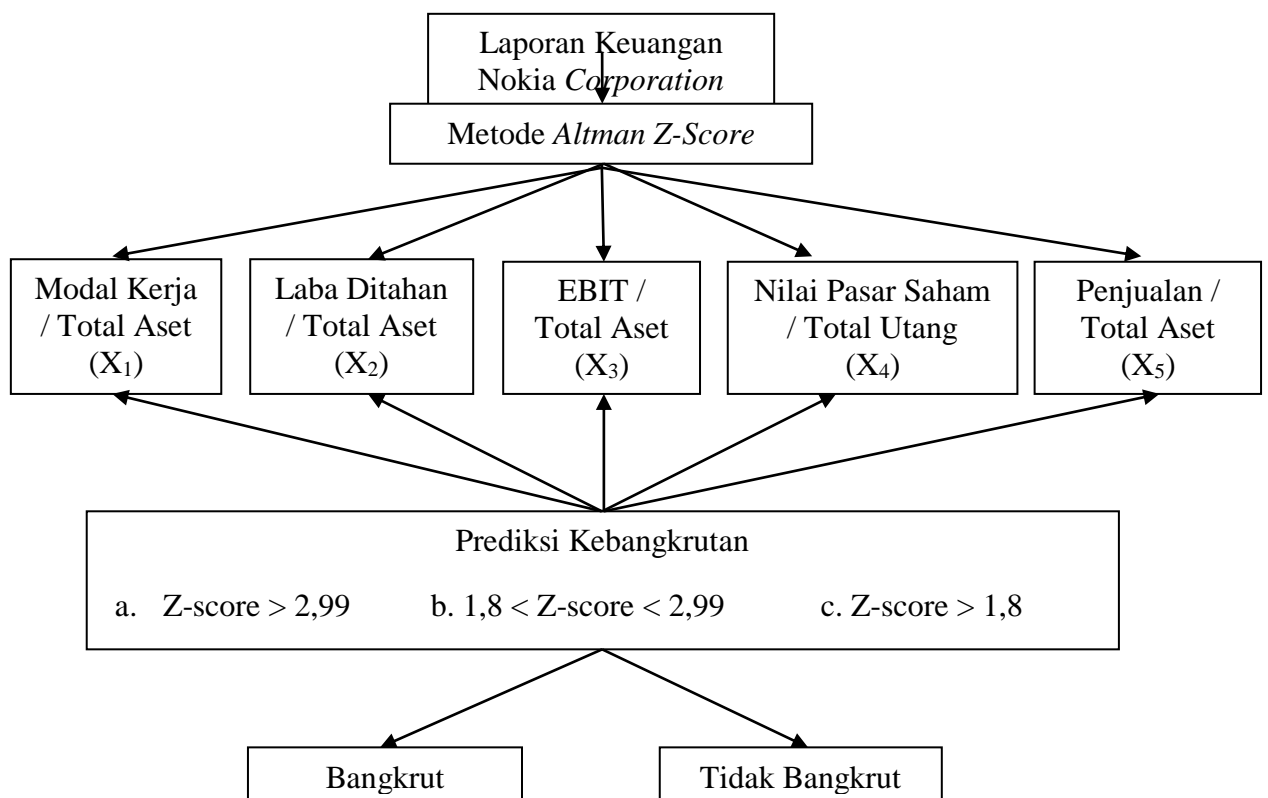 Laporan Keuangan
Nokia Corporation
Metode Altman Z-Score
Modal Kerja
/ Total Aset
(X₁)
Laba Ditahan
/ Total Aset
(X₂)
EBIT /
Total Aset
(X₃)
Nilai Pasar Saham
/ Total Utang
(X₄)
Penjualan /
Total Aset
(X₅)
Prediksi Kebangkrutan
a. Z-score > 2,99 b. 1,8 < Z-score < 2,99 c. Z-score > 1,8
Bangkrut
Tidak Bangkrut